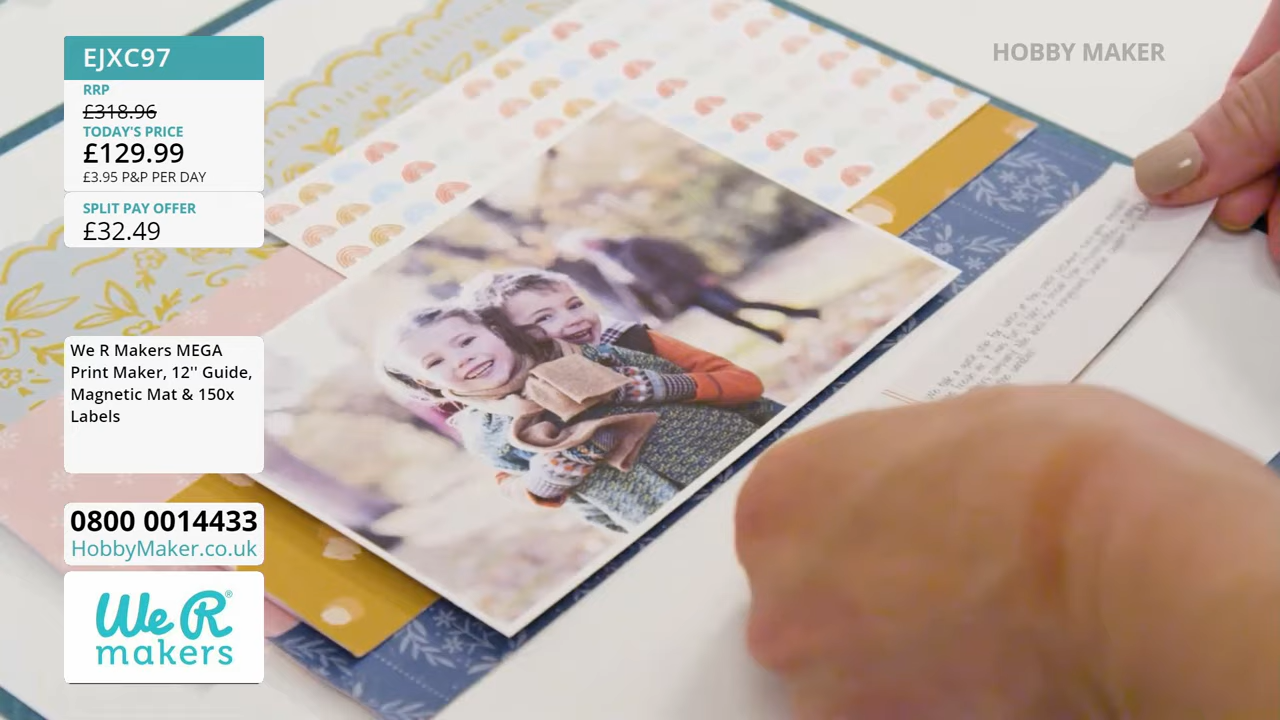 EJXC97
RRP
£318.96
TODAY'S PRICE
£129.99
£3.95 P&P PER DAY
SPLIT PAY OFFER
£32.49
We R Makers MEGA
Print Maker, 12'' Guide,
Magnetic Mat & 150x
Labels
0800 0014433
HobbyMaker.co.uk
We R®
makers
HOBBY MAKER